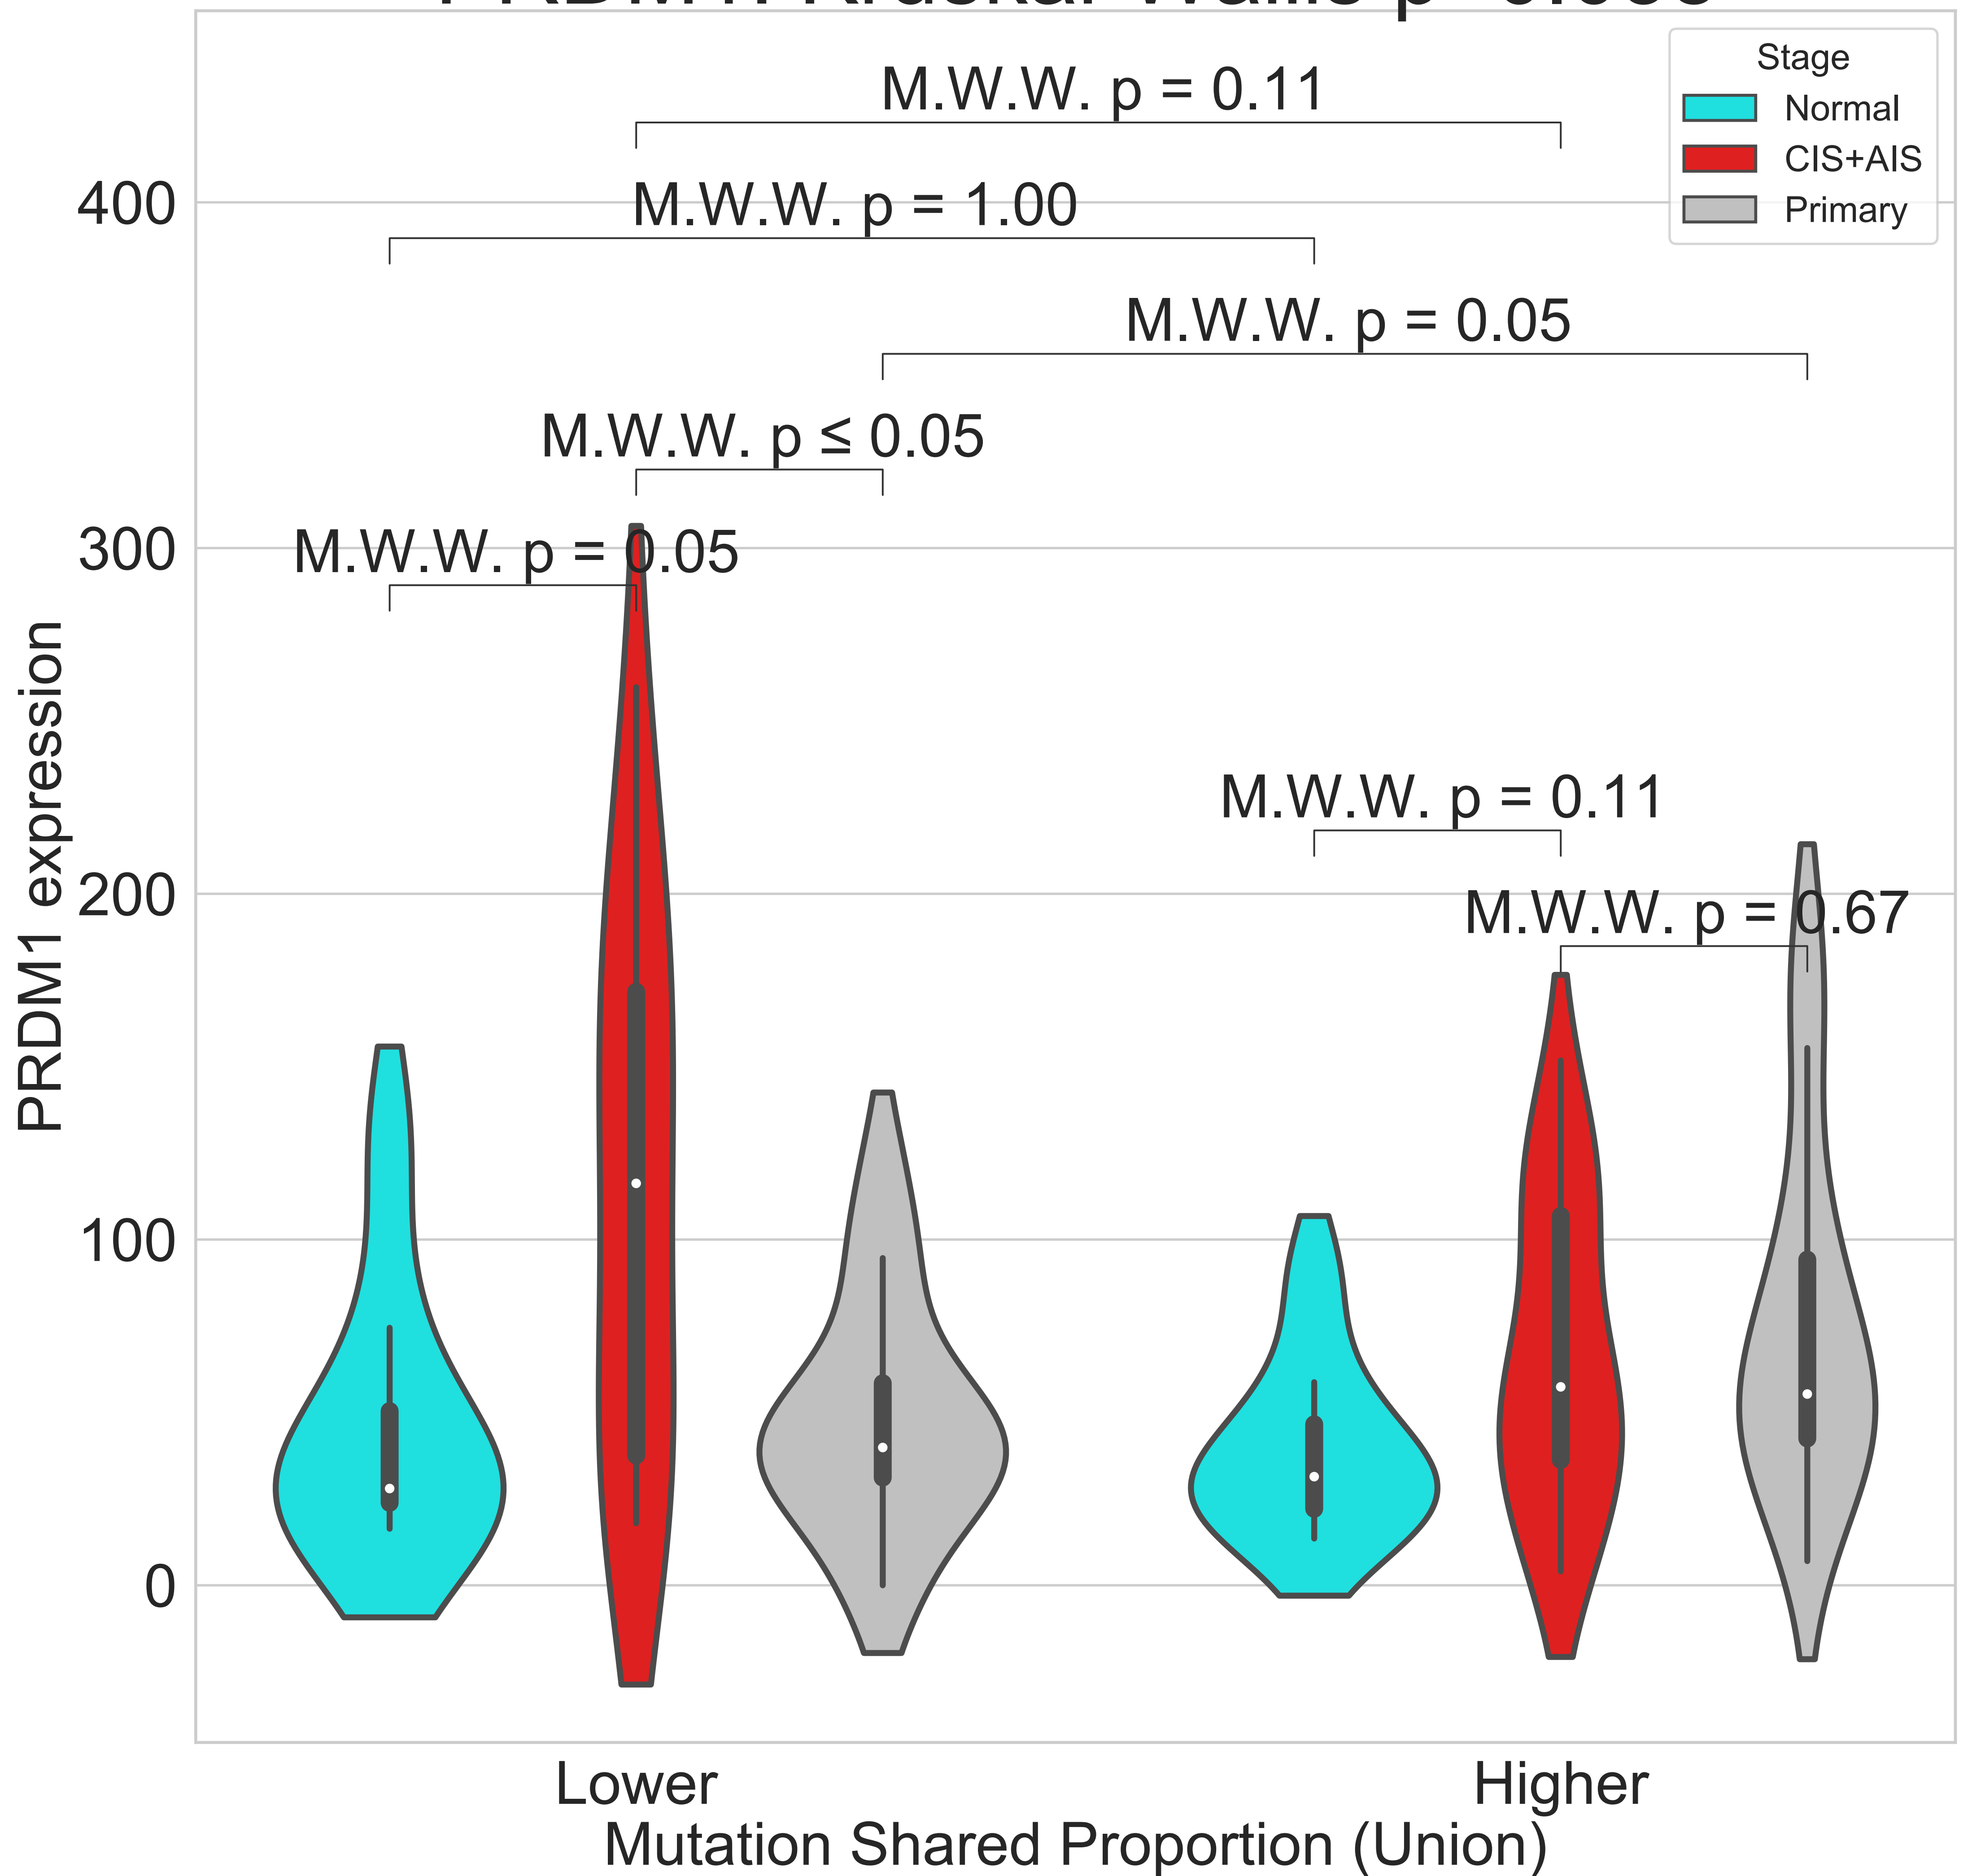 Stage
Normal
CIS+AIS
Primary
M.W.W. p = 0.11
M.W.W. p = 1.00
M.W.W. p = 0.05
M.W.W. p ≤ 0.05
M.W.W. p = 0.05
M.W.W. p = 0.11
M.W.W. p = 0.67
PRDM1 expression
400
300
200
100
0
Lower
Higher
Mutation Shared Proportion (Union)